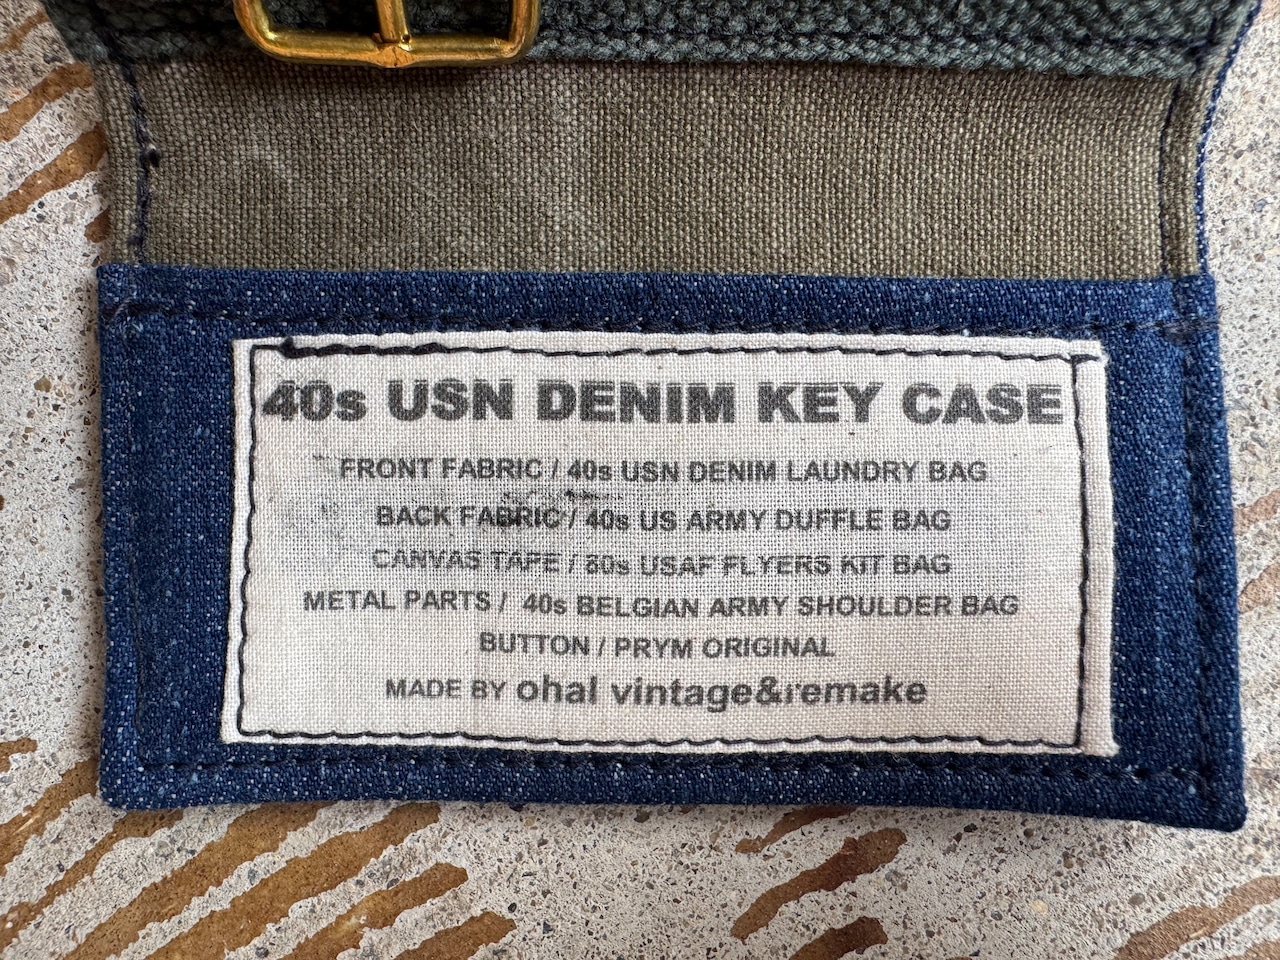 40s USN DENIM KEY CASE
FRONT FABRIC / 40s USN DENIM LAUNDRY BAG
BACK FABRIC / 40s US ARMY DUFFLE BAG
CANVAS TAPE / 80s USAF FLYERS KIT BAG
METAL PARTS / 40s BELGIAN ARMY SHOULDER BAG
BUTTON / PRYM ORIGINAL
MADE BY ohal vintage&remake